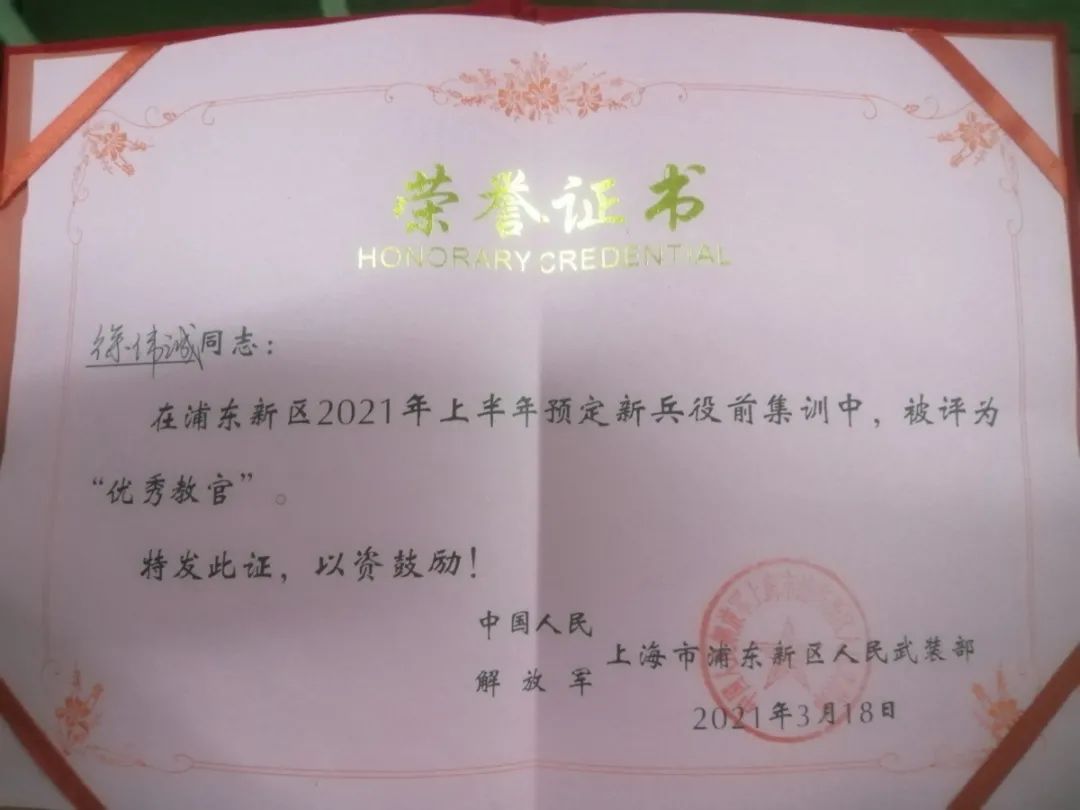 荣誉证书
HONORARY CREDENTIAL
徐伟诚同志：
在浦东新区2021年上半年预定新兵役前集训中，被评为
“优秀教官”。
特发此证，以资鼓励！
中国人民
解放军
上海市浦东新区人民武装部
2021年3月18日